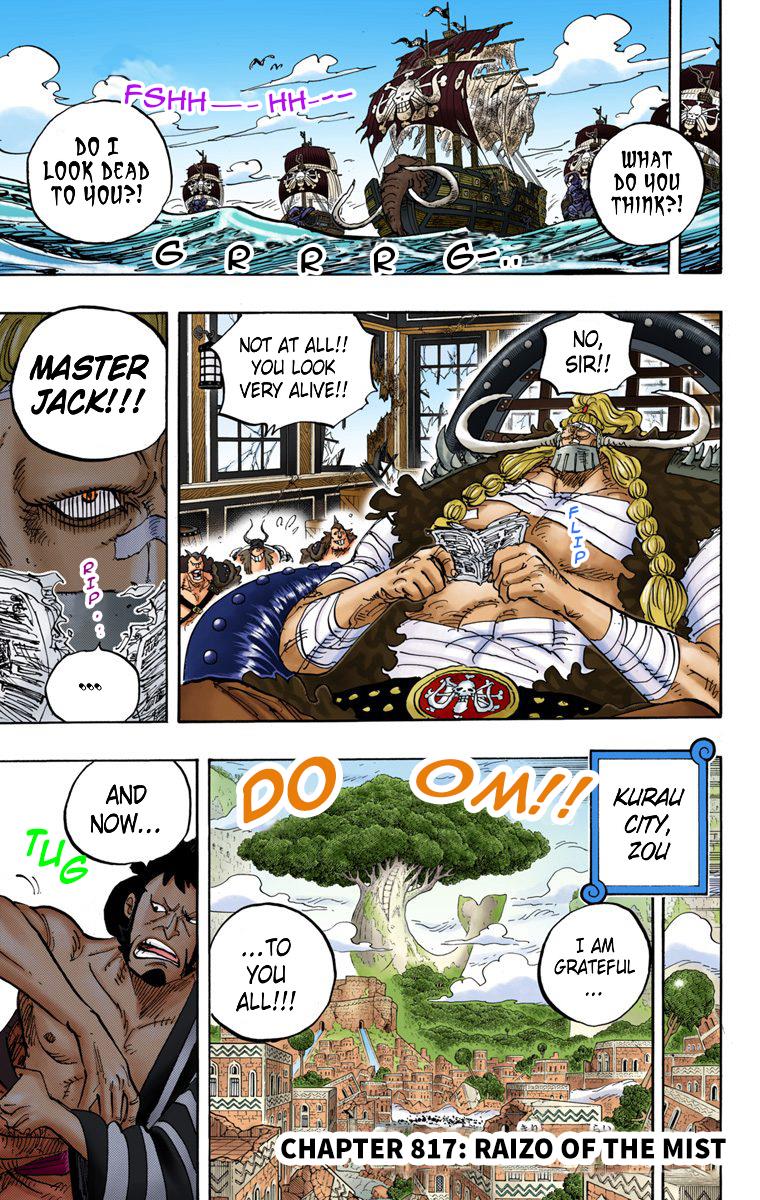 WHAT
DO YOU
THINK?!
FSHH—-HH---
DO I
LOOK DEAD
TO YOU?!
G R R R G-..
NO,
SIR!!
NOT AT ALL!!
YOU LOOK
VERY ALIVE!!
FLIP
MASTER
JACK!!!
RIP..
...
KURAU
CITY,
ZOU
DO OM!!
I AM
GRATEFUL
...
...TO
YOU
ALL!!!
AND
NOW...
TUG
CHAPTER 817: RAIZO OF THE MIST